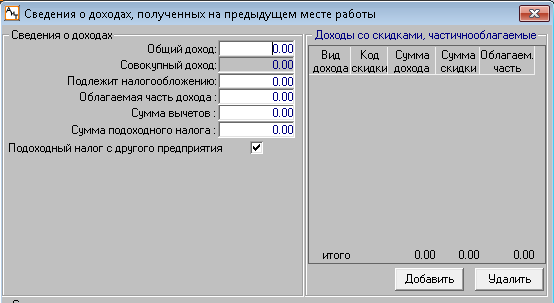 Сведения о доходах, полученных на предыдущем месте работы
Сведения о доходах
Общий доход: 0.00
Совокупный доход: 0.00
Подлежит налогообложению: 0.00
Облагаемая часть дохода : 0.00
Сумма вычетов : 0.00
Сумма подоходного налога : 0.00
Подоходный налог с другого предприятия
Доходы со скидками, частичнооблагаемые
Вид дохода Код скидки Сумма дохода Сумма скидки Облагаем. часть
итого 0.00 0.00 0.00
Добавить Удалить